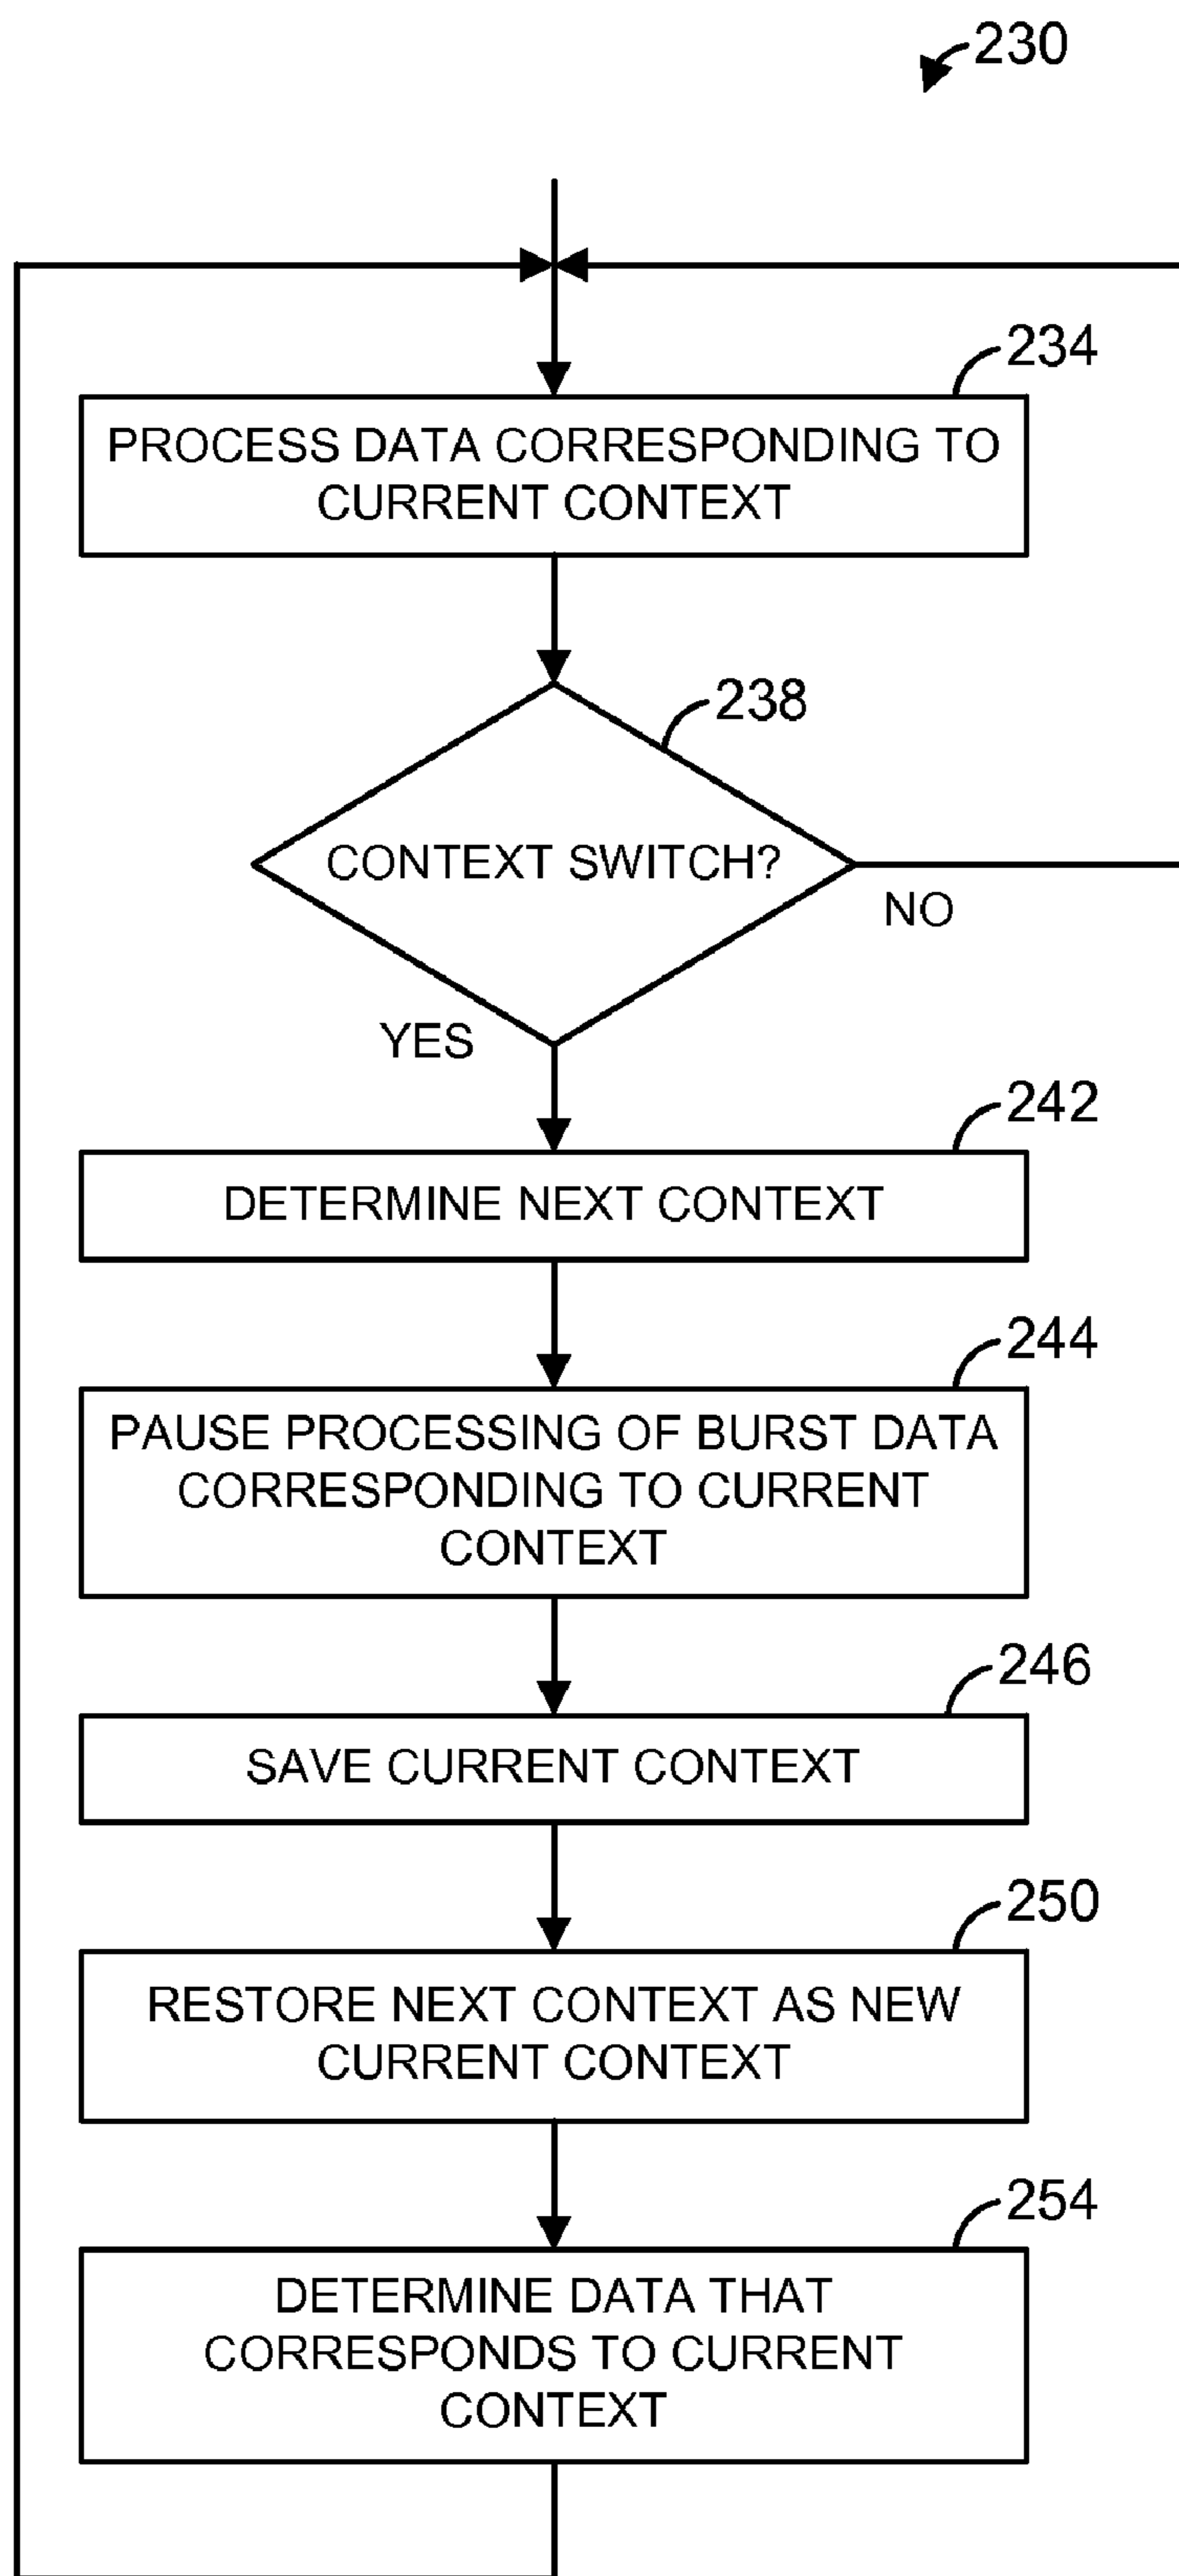 230
234
PROCESS DATA CORRESPONDING TO
CURRENT CONTEXT
238
CONTEXT SWITCH?
NO
YES
242
DETERMINE NEXT CONTEXT
244
PAUSE PROCESSING OF BURST DATA
CORRESPONDING TO CURRENT
CONTEXT
246
SAVE CURRENT CONTEXT
250
RESTORE NEXT CONTEXT AS NEW
CURRENT CONTEXT
254
DETERMINE DATA THAT
CORRESPONDS TO CURRENT
CONTEXT